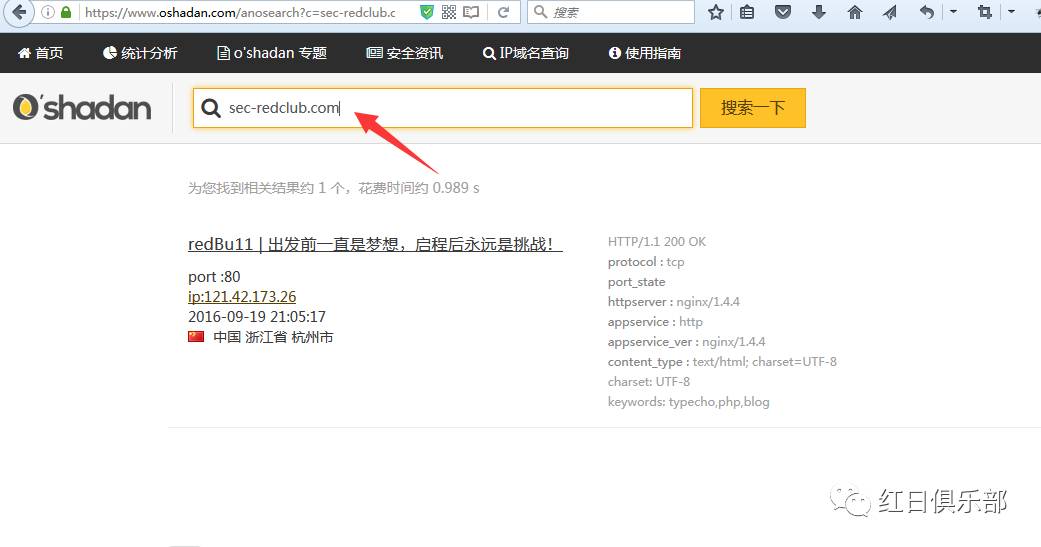 https://www.oshadan.com/anosearch?c=sec-redclub.c
搜索
首页 统计分析 o'shadan 专题 安全资讯 IP域名查询 使用指南
O'shadan
sec-redclub.com
搜索一下
为您找到相关结果约 1 个，花费时间约 0.989 s
redBu11 | 出发前一直是梦想，启程后永远是挑战！
port :80
ip:121.42.173.26
2016-09-19 21:05:17
中国 浙江省 杭州市
HTTP/1.1 200 OK
protocol : tcp
port_state
httpserver : nginx/1.4.4
appservice : http
appservice_ver : nginx/1.4.4
content_type : text/html; charset=UTF-8
charset: UTF-8
keywords: typecho,php,blog
红日俱乐部